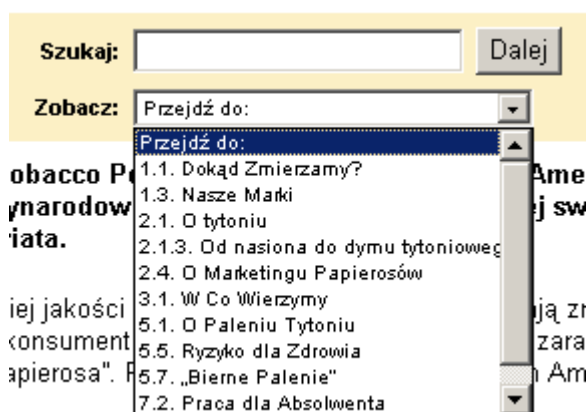 Szukaj: Dalej
Zobacz: Przejdź do:
Przejdź do:
1.1. Dokąd Zmierzamy?
1.3. Nasze Marki
2.1. O tytoniu
2.1.3. Od nasiona do dymu tytonioweg
2.4. O Marketingu Papierosów
3.1. W Co Wierzymy
5.1. O Paleniu Tytoniu
5.5. Ryzyko dla Zdrowia
5.7. „Bierne Palenie"
7.2. Praca dla Absolwenta
obacco P Ame
ynarodow j sw
iata.
iej jakości ją zr
konsument zara
apierosa". Am